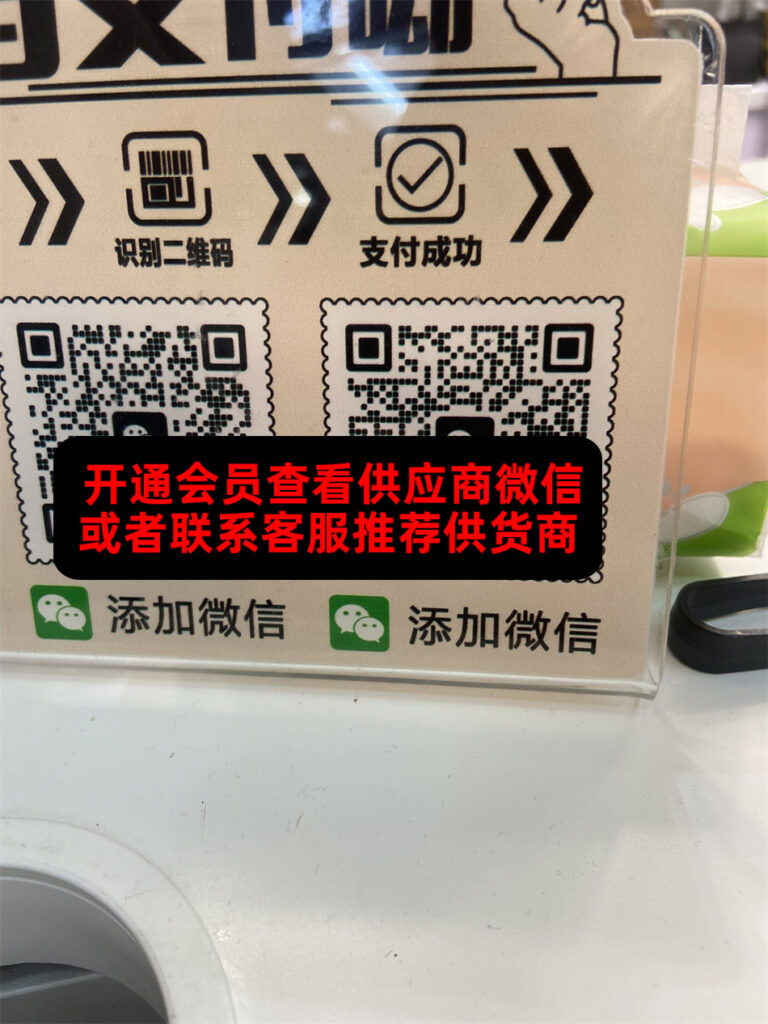 支付
识别二维码
支付成功
开通会员查看供应商微信
或者联系客服推荐供货商
添加微信
添加微信